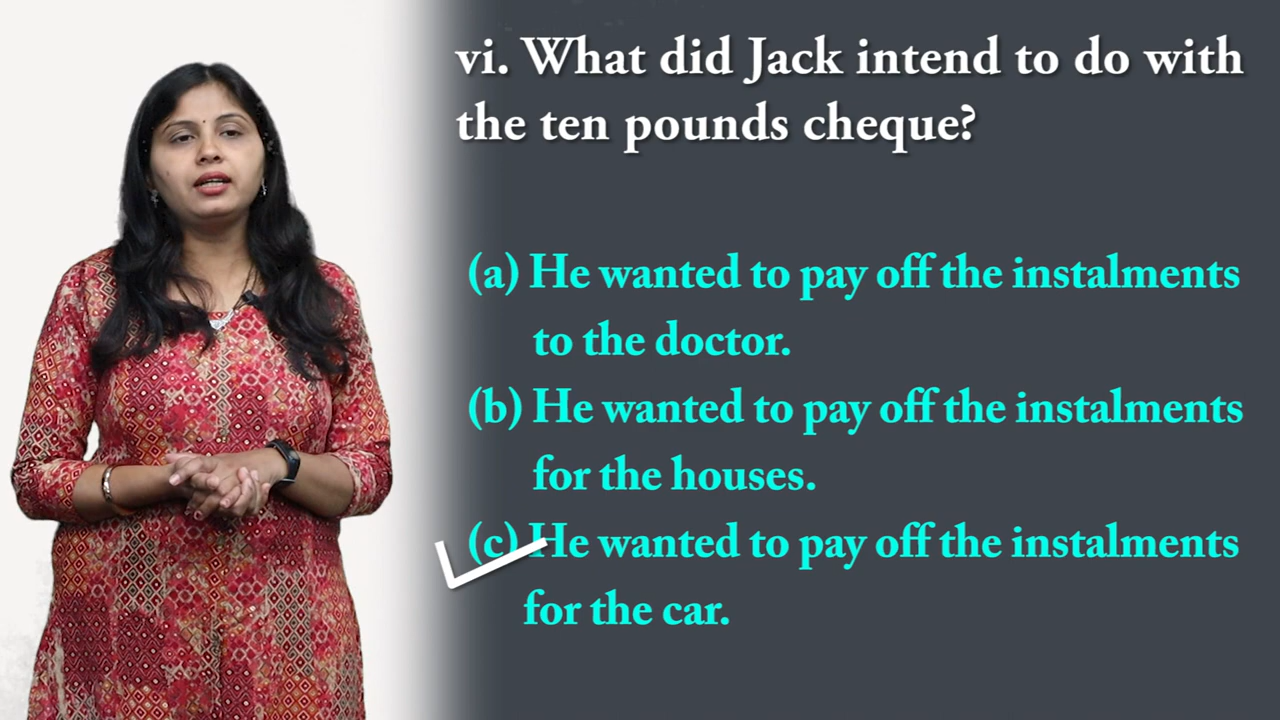 vi. What did Jack intend to do with
the ten pounds cheque?
(a) He wanted to pay off the instalments
to the doctor.
(b) He wanted to pay off the instalments
for the houses.
(c) He wanted to pay off the instalments
for the car.